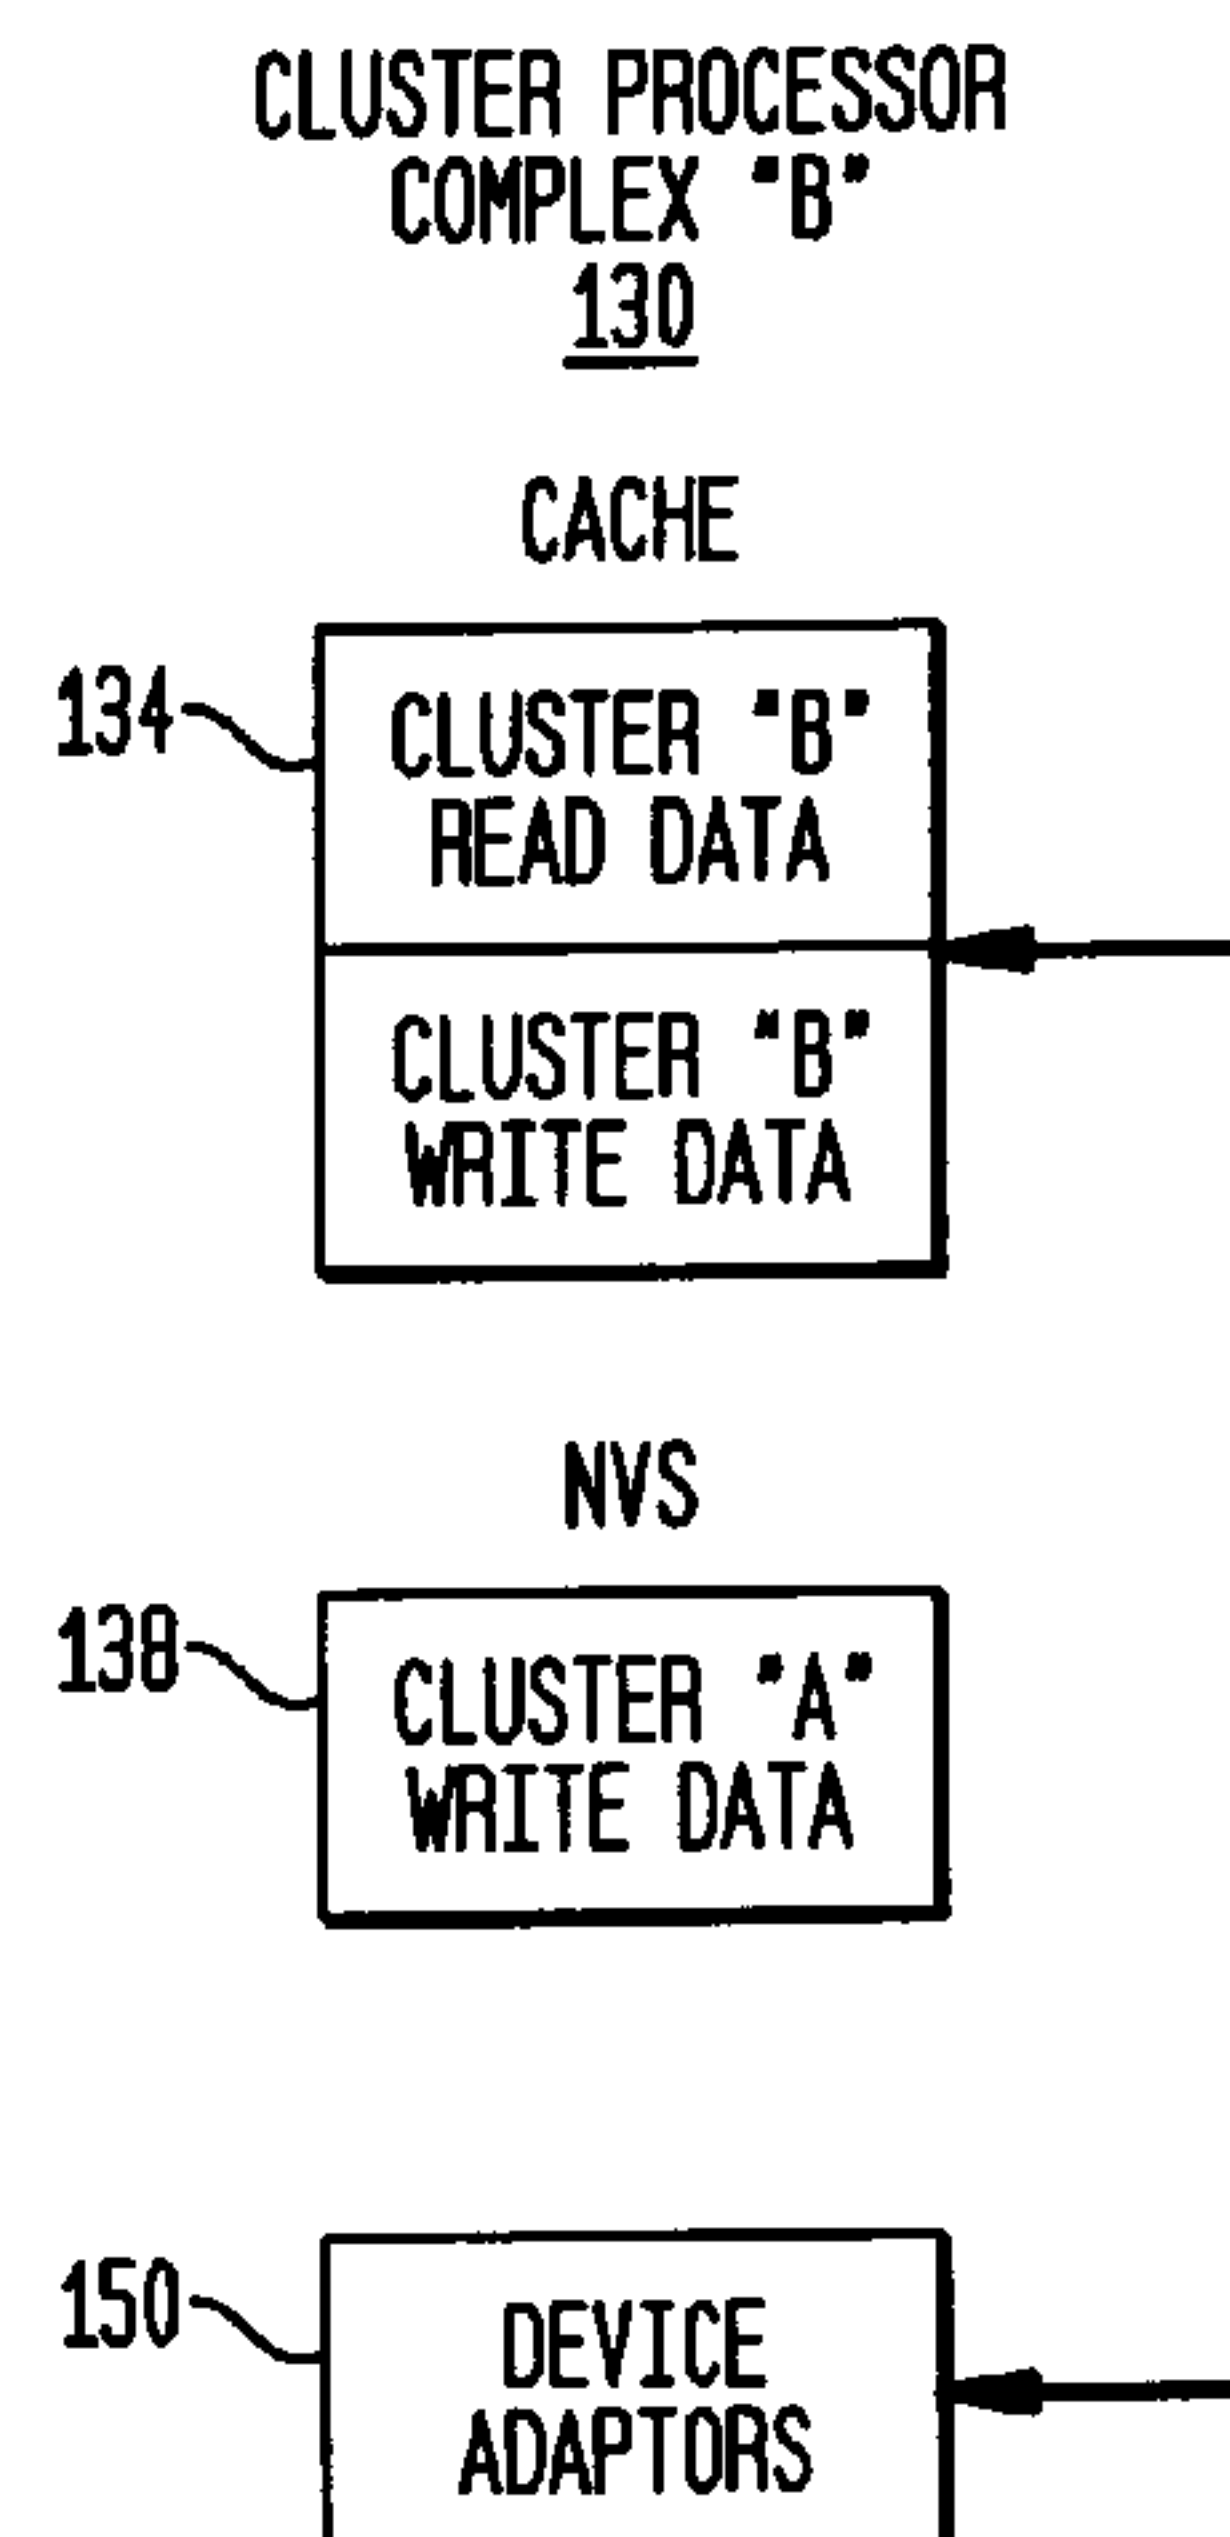 CLUSTER PROCESSOR
COMPLEX "B"
130
CACHE
134
CLUSTER "B"
READ DATA
CLUSTER "B"
WRITE DATA
NVS
138
CLUSTER "A"
WRITE DATA
150
DEVICE
ADAPTORS